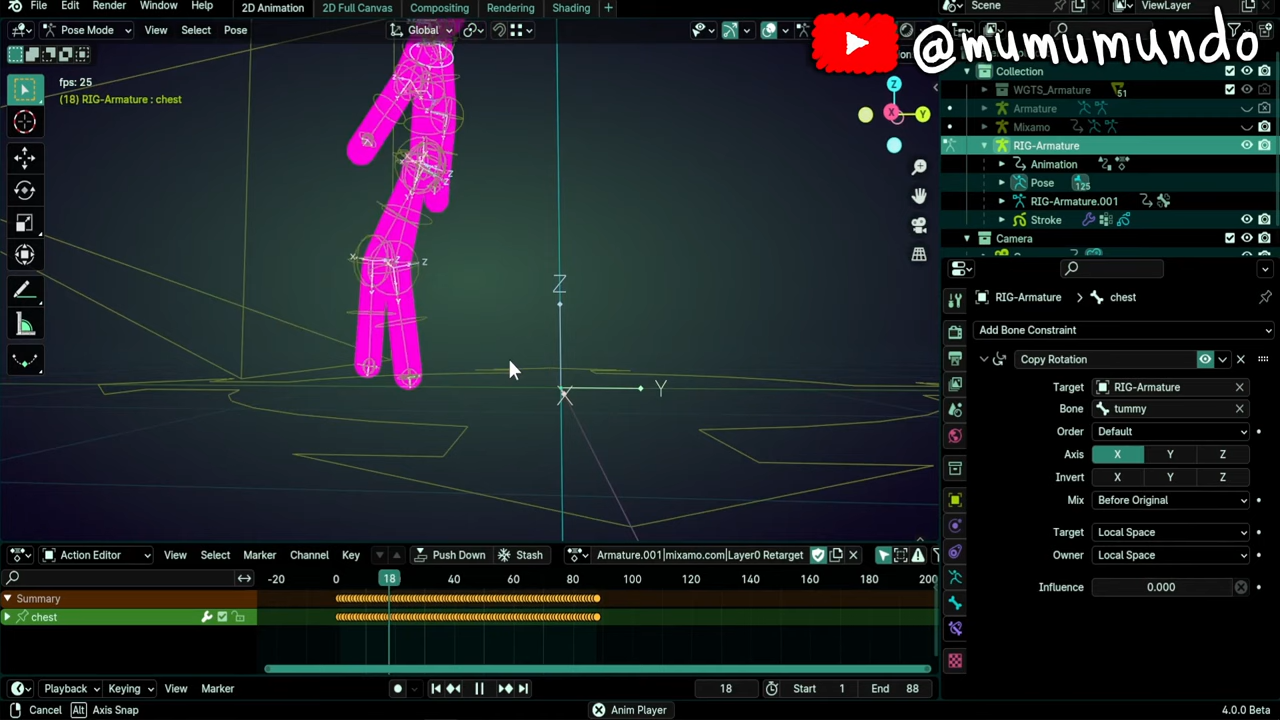 File Edit Render Window Help 2D Animation 2D Full Canvas Compositing Rendering Shading + Scene ViewLayer
@mumumundo
Pose Mode View Select Pose Global
fps: 25
(18) RIG-Armature : chest
Collection
WGTS_Armature 51
Armature
Mixamo
RIG-Armature
Animation
Pose 125
RIG-Armature.001
Stroke
Camera
Z
X
Y
Z
X
Y
RIG-Armature > chest
Add Bone Constraint
Copy Rotation
Target RIG-Armature
Bone tummy
Order Default
Axis X Y Z
Invert X Y Z
Mix Before Original
Target Local Space
Owner Local Space
Influence 0.000
Action Editor View Select Marker Channel Key Push Down Stash Armature.001|mixamo.com|Layer0 Retarget
-20 0 18 40 60 80 100 120 140 160 180 200
Summary
chest
Playback Keying View Marker 18 Start 1 End 88
Cancel Alt Axis Snap Anim Player 4.0.0 Beta